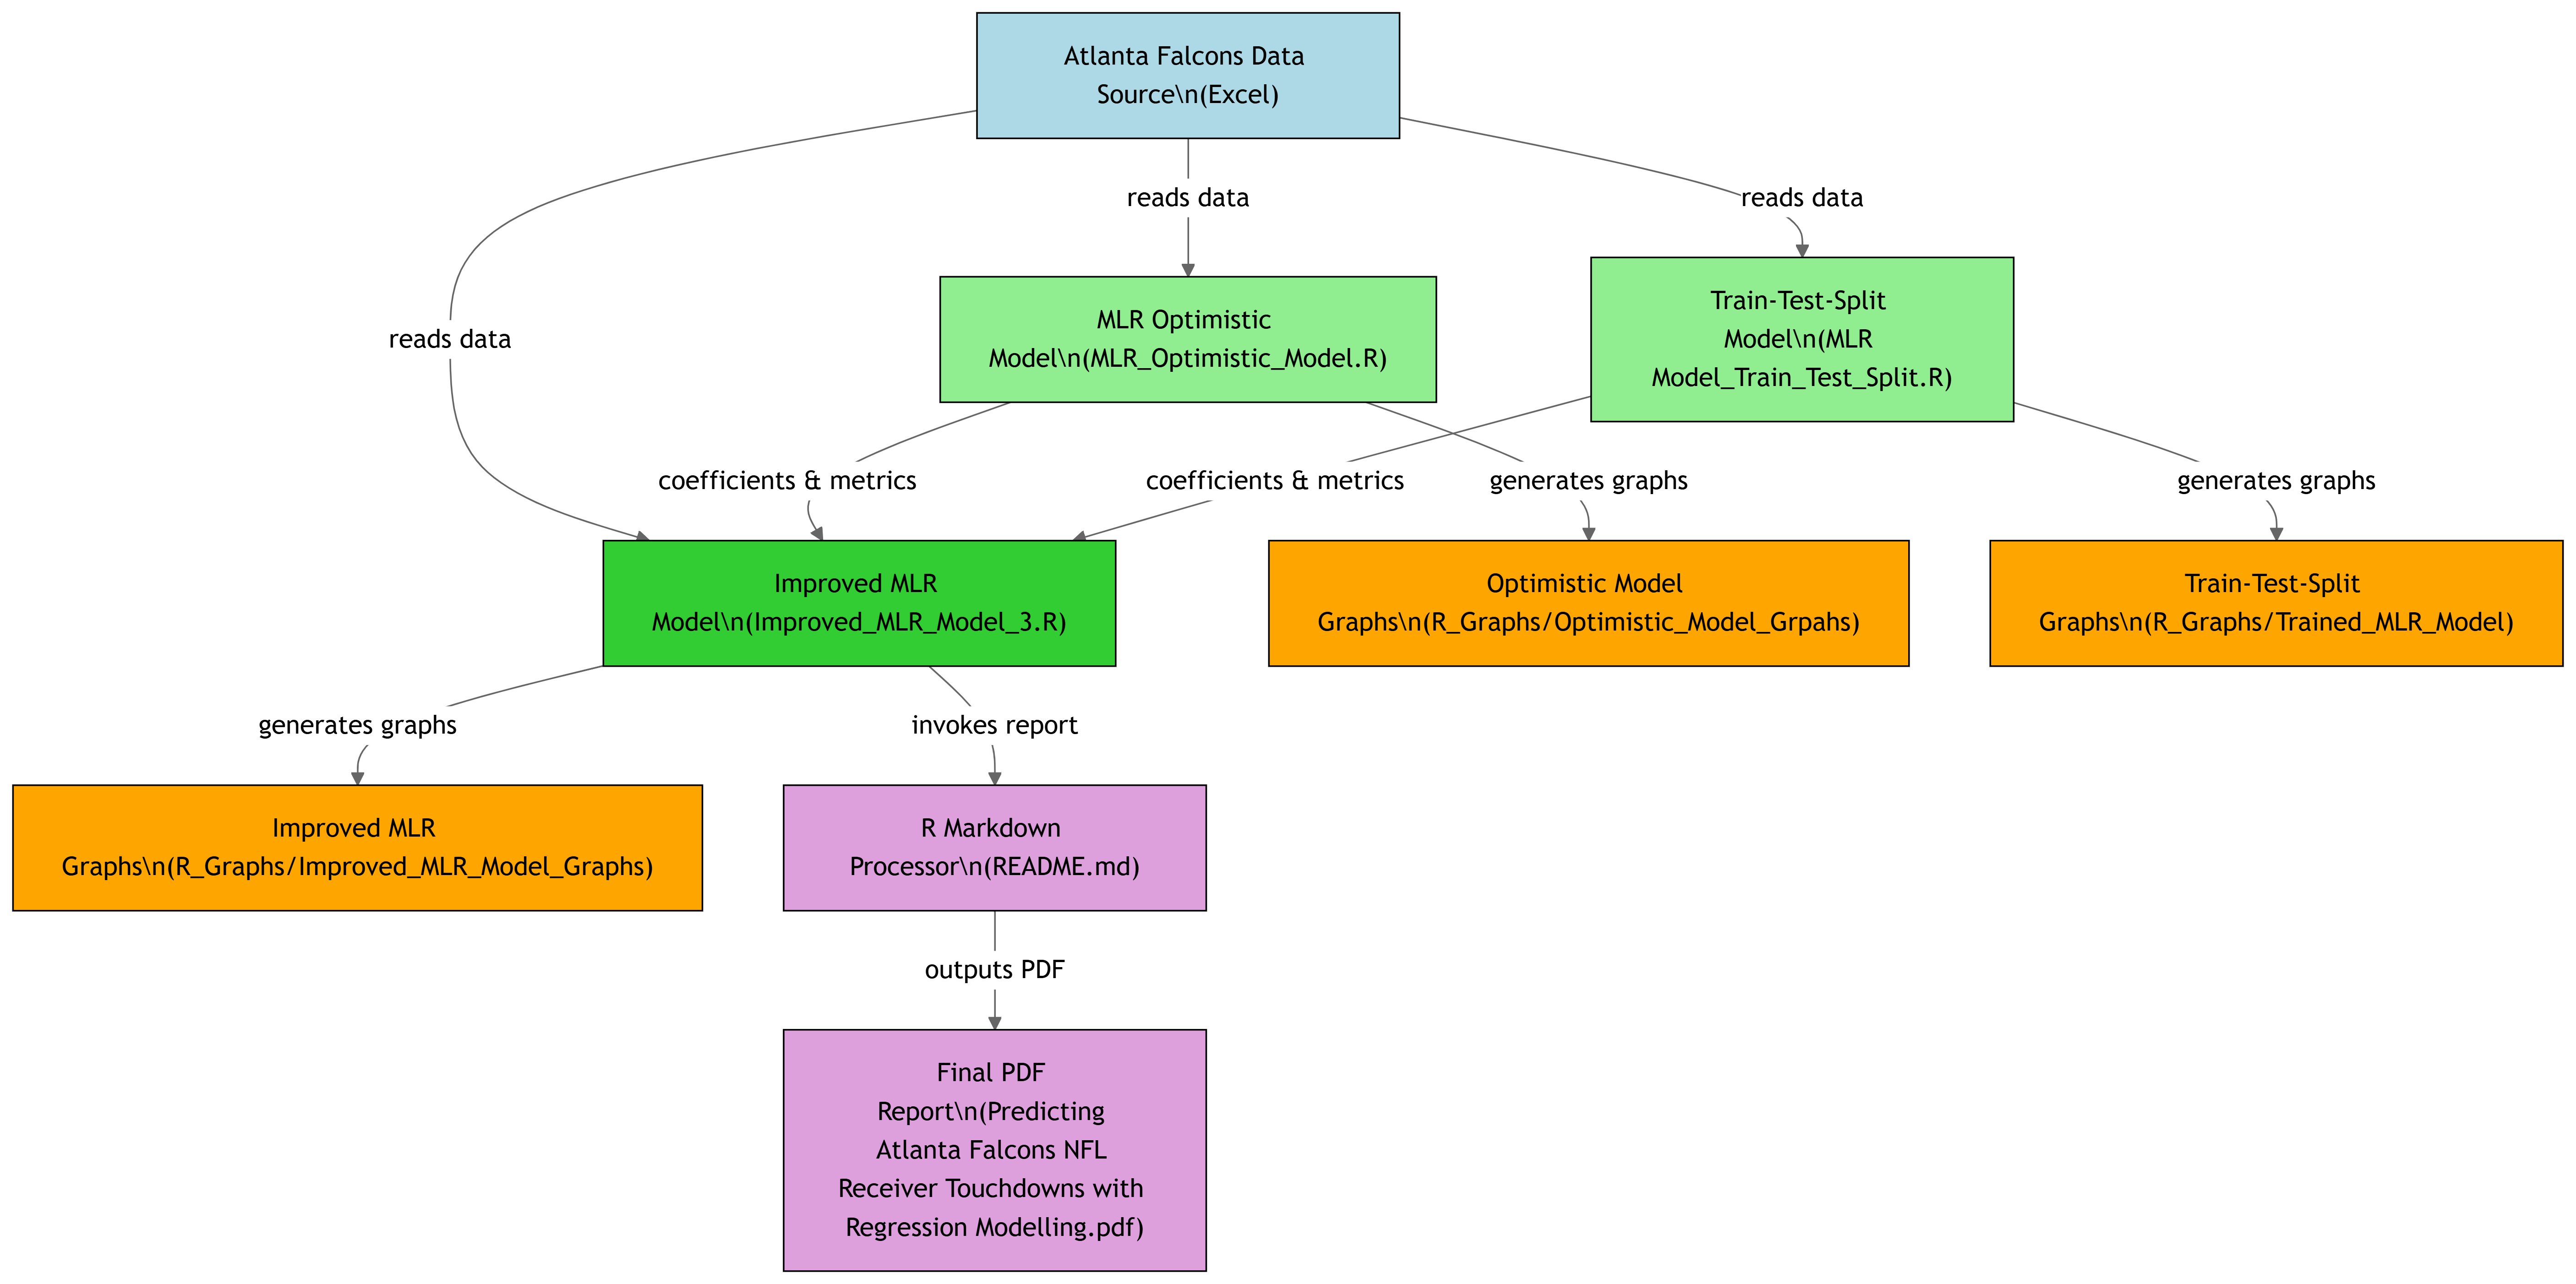 Atlanta Falcons Data
Source\n(Excel)
reads data
reads data
reads data
MLR Optimistic
Model\n(MLR_Optimistic_Model.R)
Train-Test-Split
Model\n(MLR
Model_Train_Test_Split.R)
coefficients & metrics
coefficients & metrics
generates graphs
generates graphs
Improved MLR
Model\n(Improved_MLR_Model_3.R)
Optimistic Model
Graphs\n(R_Graphs/Optimistic_Model_Grpahs)
Train-Test-Split
Graphs\n(R_Graphs/Trained_MLR_Model)
generates graphs
invokes report
Improved MLR
Graphs\n(R_Graphs/Improved_MLR_Model_Graphs)
R Markdown
Processor\n(README.md)
outputs PDF
Final PDF
Report\n(Predicting
Atlanta Falcons NFL
Receiver Touchdowns with
Regression Modelling.pdf)